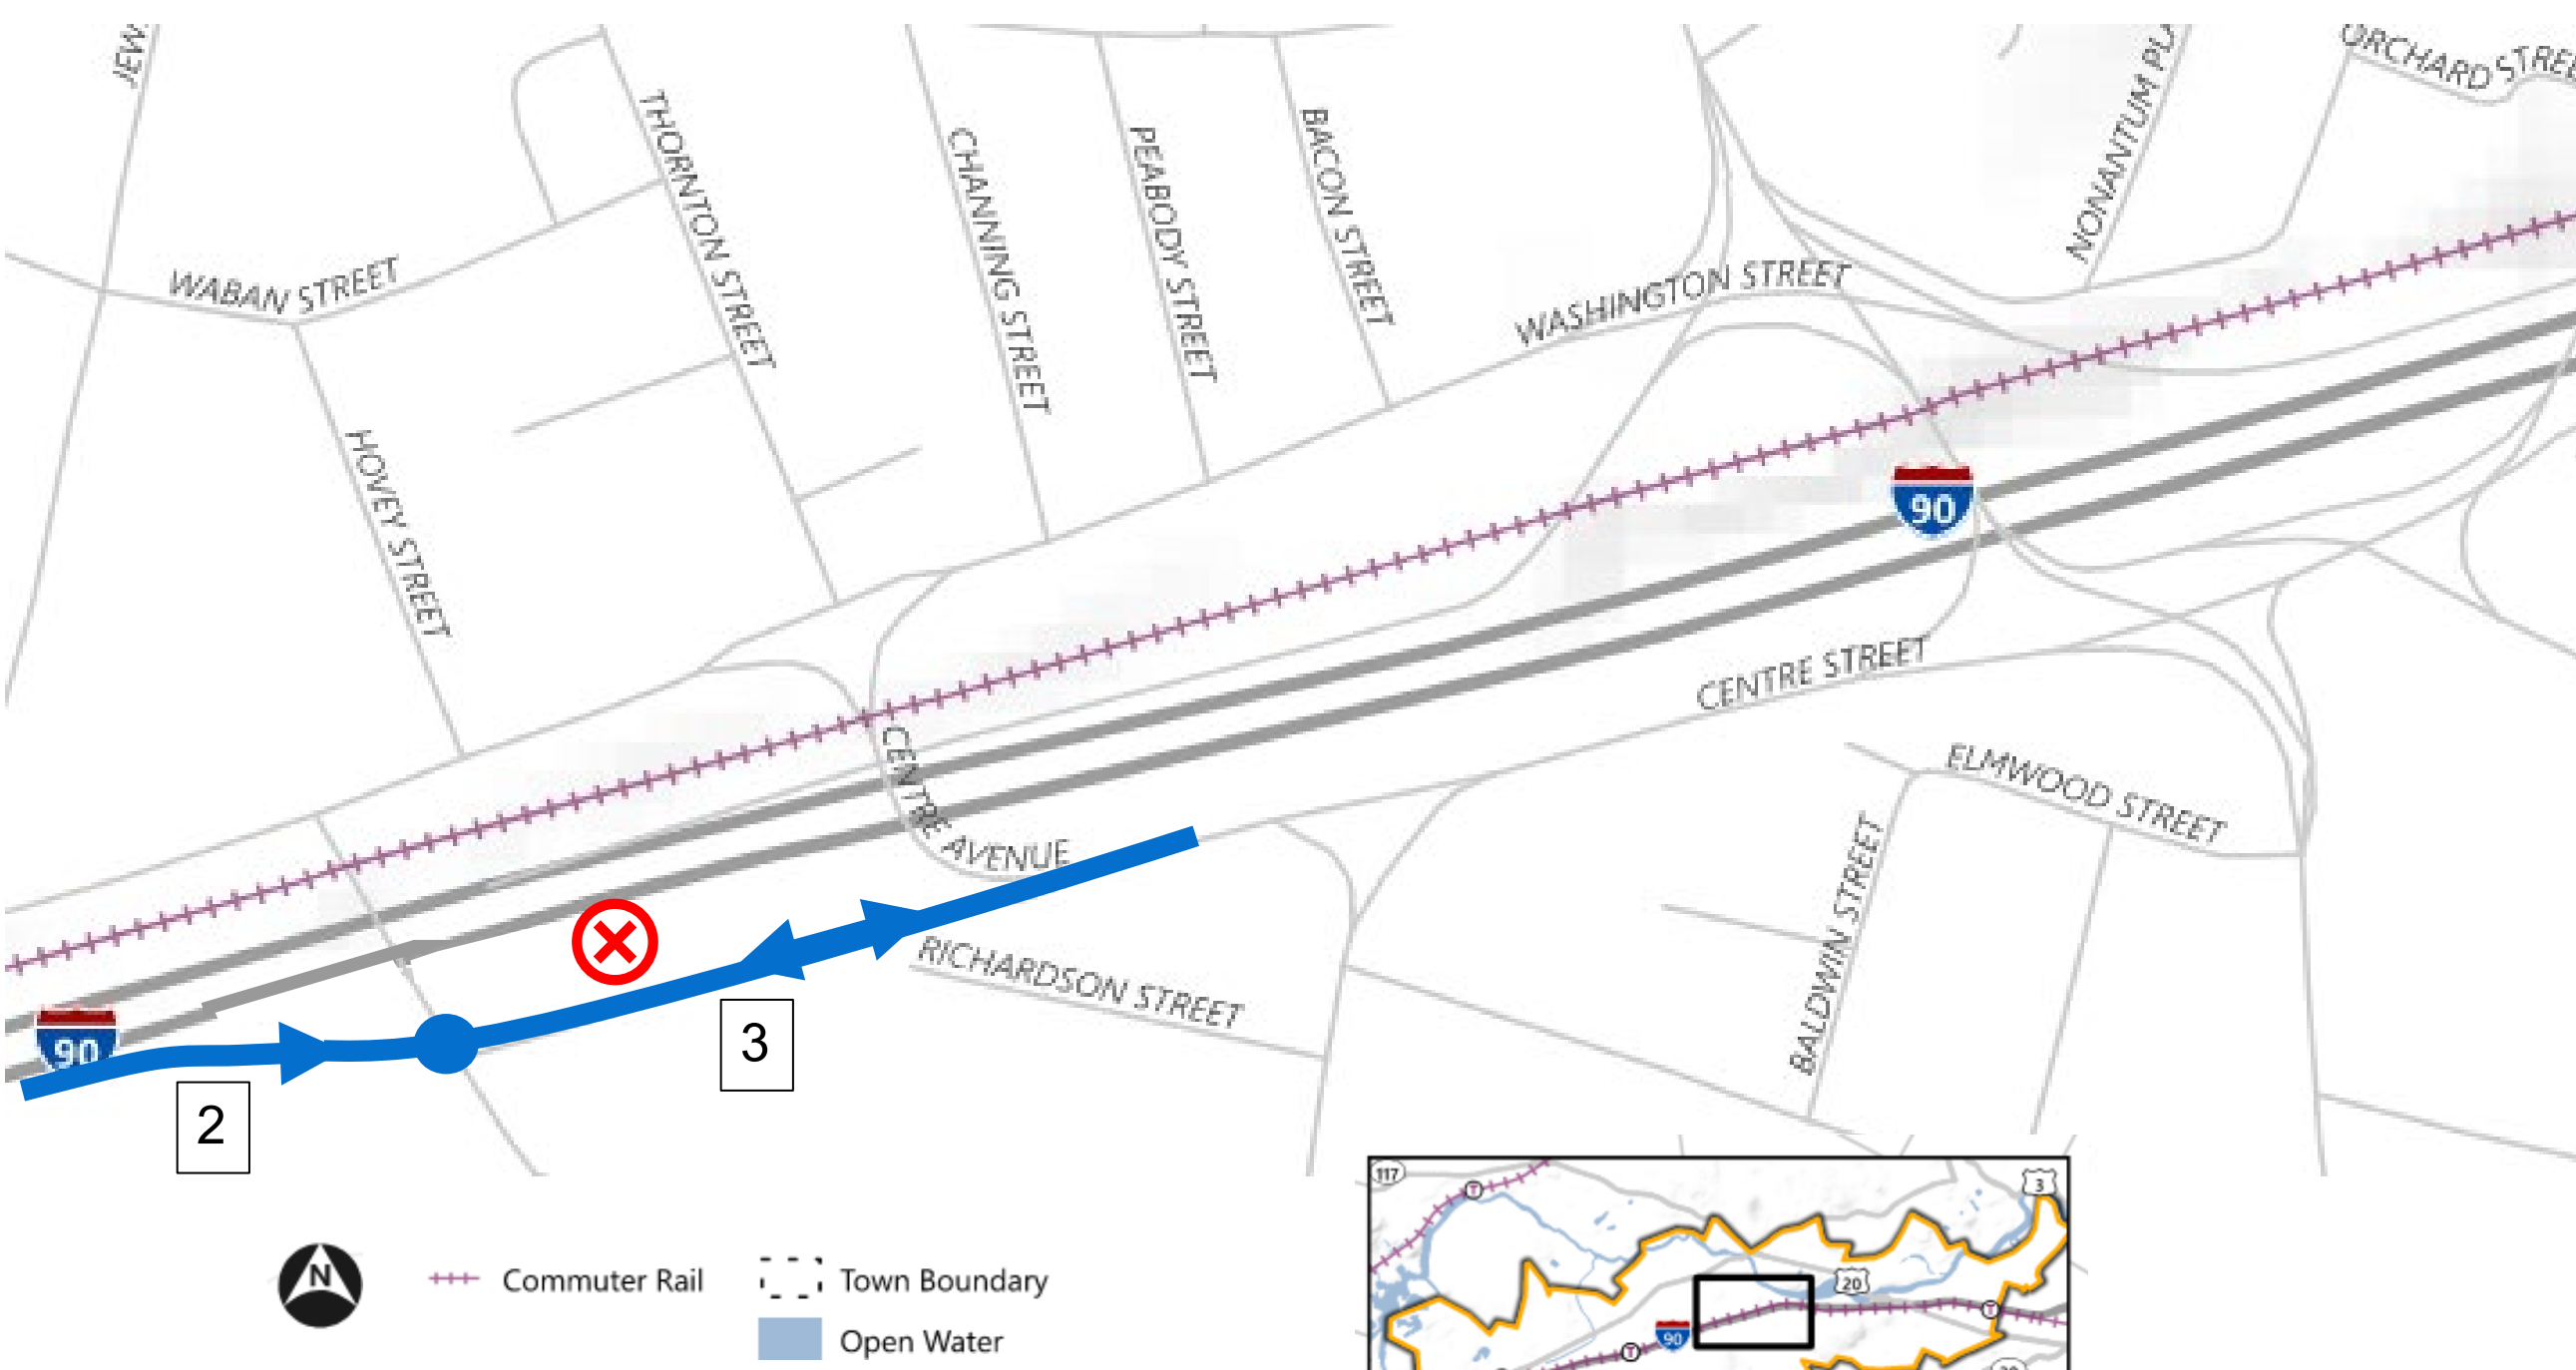 JEW
ORCHARD STREE
THORNTON STREET
CHANNING STREET
PEABODY STREET
BACON STREET
NONANTUM PL
WABAN STREET
WASHINGTON STREET
HOVEY STREET
90
CENTRE STREET
CENTRE AVENUE
ELMWOOD STREET
BALDWIN STREET
RICHARDSON STREET
90
3
2
117
3
T
20
T
90
T
N
Commuter Rail
Town Boundary
Open Water